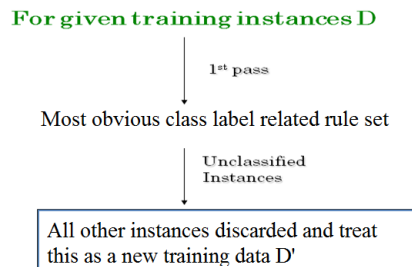 For given training instances D
1st pass
Most obvious class label related rule set
Unclassified
Instances
All other instances discarded and treat
this as a new training data D'